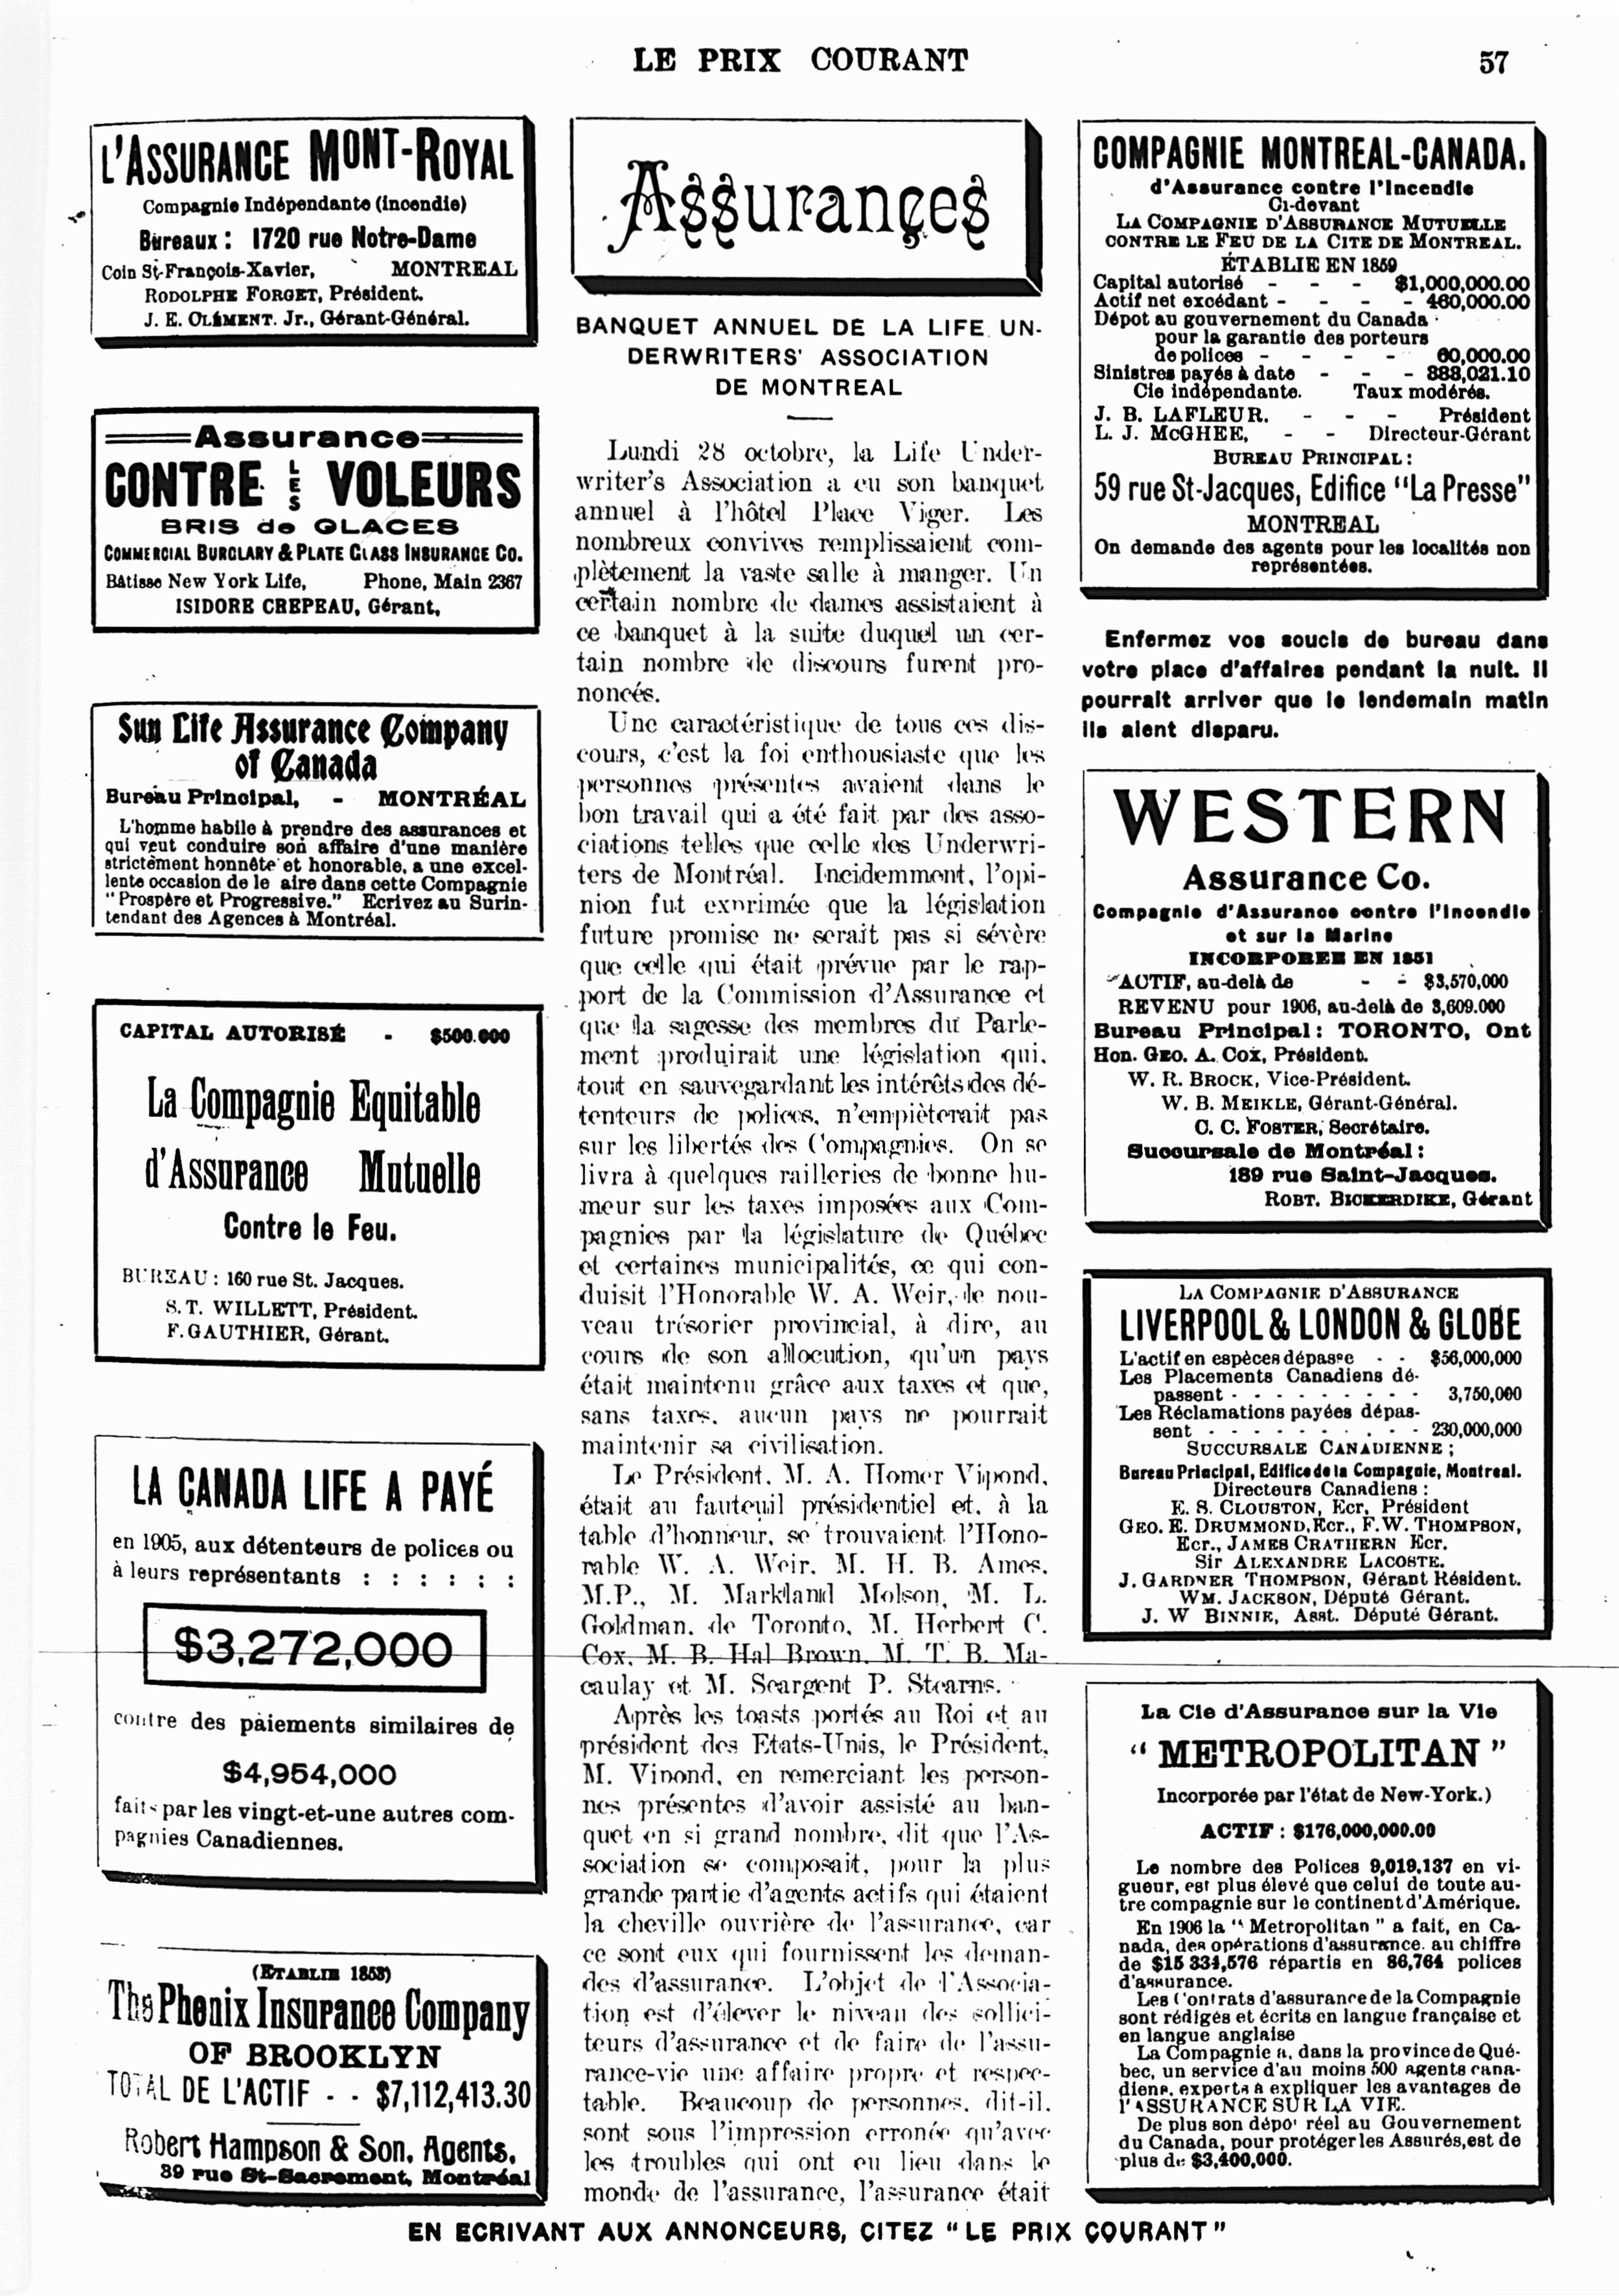 LE PRIX COURANT
57
L'ASSURANCE MONT-ROYAL
Compagnie Indépendante (incendie)
Bureaux : 1720 rue Notre-Dame
Coin St-François-Xavier, MONTREAL
RODOLPHE FORGET, Président.
J. E. CLÉMENT. Jr., Gérant-Général.
Assurance
CONTRE LES VOLEURS
BRIS de GLACES
COMMERCIAL BURGLARY & PLATE GLASS INSURANCE CO.
Bâtisse New York Life, Phone, Main 2367
ISIDORE CREPEAU, Gérant,
Sun Life Assurance Company
of Canada
Bureau Principal, - MONTRÉAL
L'homme habile à prendre des assurances et
qui veut conduire son affaire d'une manière
strictement honnête et honorable, a une excel-
lente occasion de le aire dans cette Compagnie
"Prospère et Progressive." Ecrivez au Surin-
tendant des Agences à Montréal.
CAPITAL AUTORISÉ - $500.000
La Compagnie Equitable
d'Assurance Mutuelle
Contre le Feu.
BUREAU : 160 rue St. Jacques.
S.T. WILLETT, Président.
F. GAUTHIER, Gérant.
LA CANADA LIFE A PAYÉ
en 1905, aux détenteurs de polices ou
à leurs représentants : : : : : :
$3,272,000
contre des paiements similaires de
$4,954,000
faits par les vingt-et-une autres com-
pagnies Canadiennes.
(ETABLIE 1853)
The Phenix Insurance Company
OF BROOKLYN
TOTAL DE L'ACTIF - - $7,112,413.30
Robert Hampson & Son, Agents,
39 rue St-Sacrement, Montréal
Assurances
BANQUET ANNUEL DE LA LIFE UN-
DERWRITERS' ASSOCIATION
DE MONTREAL
Lundi 28 octobre, la Life Under-
writer's Association a eu son banquet
annuel à l'hôtel Place Viger. Les
nombreux convives remplissaient com-
plètement la vaste salle à manger. Un
certain nombre de dames assistaient à
ce banquet à la suite duquel un cer-
tain nombre de discours furent pro-
noncés.
Une caractéristique de tous ces dis-
cours, c'est la foi enthousiaste que les
personnes présentes avaient dans le
bon travail qui a été fait par des asso-
ciations telles que celle des Underwri-
ters de Montréal. Incidemment, l'opi-
nion fut exprimée que la législation
future promise ne serait pas si sévère
que celle qui était prévue par le rap-
port de la Commission d'Assurance et
que la sagesse des membres du Parle-
ment produirait une législation qui,
tout en sauvegardant les intérêts des dé-
tenteurs de polices, n'empièterait pas
sur les libertés des Compagnies. On se
livra à quelques railleries de bonne hu-
meur sur les taxes imposées aux Com-
pagnies par la législature de Québec
et certaines municipalités, ce qui con-
duisit l'Honorable W. A. Weir, le nou-
veau trésorier provincial, à dire, au
cours de son allocution, qu'un pays
était maintenu grâce aux taxes et que,
sans taxes, aucun pays ne pourrait
maintenir sa civilisation.
Le Président, M. A. Homer Vipond,
était au fauteuil présidentiel et, à la
table d'honneur, se trouvaient l'Hono-
rable W. A. Weir, M. H. B. Ames,
M.P., M. Markland Molson, M. L.
Goldman, de Toronto, M. Herbert C.
Cox, M. B. Hal Brown, M. T. B. Ma-
caulay et M. Seargent P. Stearns.
Après les toasts portés au Roi et au
président des Etats-Unis, le Président,
M. Vipond, en remerciant les person-
nes présentes d'avoir assisté au ban-
quet en si grand nombre, dit que l'As-
sociation se composait, pour la plus
grande partie d'agents actifs qui étaient
la cheville ouvrière de l'assurance, car
ce sont eux qui fournissent les deman-
des d'assurance. L'objet de l'Associa-
tion est d'élever le niveau des sollici-
teurs d'assurance et de faire de l'assu-
rance-vie une affaire propre et respec-
table. Beaucoup de personnes, dit-il,
sont sous l'impression erronée qu'avec
les troubles qui ont eu lieu dans le
monde de l'assurance, l'assurance était
COMPAGNIE MONTREAL-CANADA.
d'Assurance contre l'Incendie
Ci-devant
LA COMPAGNIE D'ASSURANCE MUTUELLE
CONTRE LE FEU DE LA CITE DE MONTREAL.
ÉTABLIE EN 1859
Capital autorisé - - - $1,000,000.00
Actif net excédant - - - - 460,000.00
Dépot au gouvernement du Canada
pour la garantie des porteurs
de polices - - - - 60,000.00
Sinistres payés à date - - - 888,021.10
Cie indépendante. Taux modérés.
J. B. LAFLEUR. - - - Président
L. J. McGHEE, - - Directeur-Gérant
BUREAU PRINCIPAL :
59 rue St-Jacques, Edifice "La Presse"
MONTREAL
On demande des agents pour les localités non
représentées.
Enfermez vos soucis de bureau dans
votre place d'affaires pendant la nuit. Il
pourrait arriver que le lendemain matin
ils aient disparu.
WESTERN
Assurance Co.
Compagnie d'Assurance contre l'Incendie
et sur la Marine
INCORPOREE EN 1851
ACTIF, au-delà de - - $3,570,000
REVENU pour 1906, au-delà de 3,609.000
Bureau Principal : TORONTO, Ont
Hon. GEO. A. COX, Président.
W. R. BROCK, Vice-Président.
W. B. MEIKLE, Gérant-Général.
C. C. FOSTER, Secrétaire.
Succursale de Montréal :
189 rue Saint-Jacques.
ROBT. BICKERDIKE, Gérant
LA COMPAGNIE D'ASSURANCE
LIVERPOOL & LONDON & GLOBE
L'actif en espèces dépasse - - $56,000,000
Les Placements Canadiens dé-
passent - - - - - - - - - 3,750,000
Les Réclamations payées dépas-
sent - - - - - - - - - - 230,000,000
SUCCURSALE CANADIENNE ;
Bureau Principal, Edifice de la Compagnie, Montreal.
Directeurs Canadiens :
E. S. CLOUSTON, Ecr, Président
GEO. E. DRUMMOND, Ecr., F. W. THOMPSON,
Ecr., JAMES CRATHERN Ecr.
Sir ALEXANDRE LACOSTE.
J. GARDNER THOMPSON, Gérant Résident.
WM. JACKSON, Député Gérant.
J. W BINNIE, Asst. Député Gérant.
La Cie d'Assurance sur la Vie
" METROPOLITAN "
Incorporée par l'état de New-York.)
ACTIF : $176,000,000.00
Le nombre des Polices 9,019,137 en vi-
gueur, est plus élevé que celui de toute au-
tre compagnie sur le continent d'Amérique.
En 1906 la " Metropolitan " a fait, en Ca-
nada, des opérations d'assurance, au chiffre
de $15 334,576 répartis en 86,764 polices
d'assurance.
Les Contrats d'assurance de la Compagnie
sont rédigés et écrits en langue française et
en langue anglaise
La Compagnie a, dans la province de Qué-
bec, un service d'au moins 500 agents cana-
diens, experts à expliquer les avantages de
l'ASSURANCE SUR LA VIE.
De plus son dépôt réel au Gouvernement
du Canada, pour protéger les Assurés, est de
plus de $3,400,000.
EN ECRIVANT AUX ANNONCEURS, CITEZ "LE PRIX COURANT"